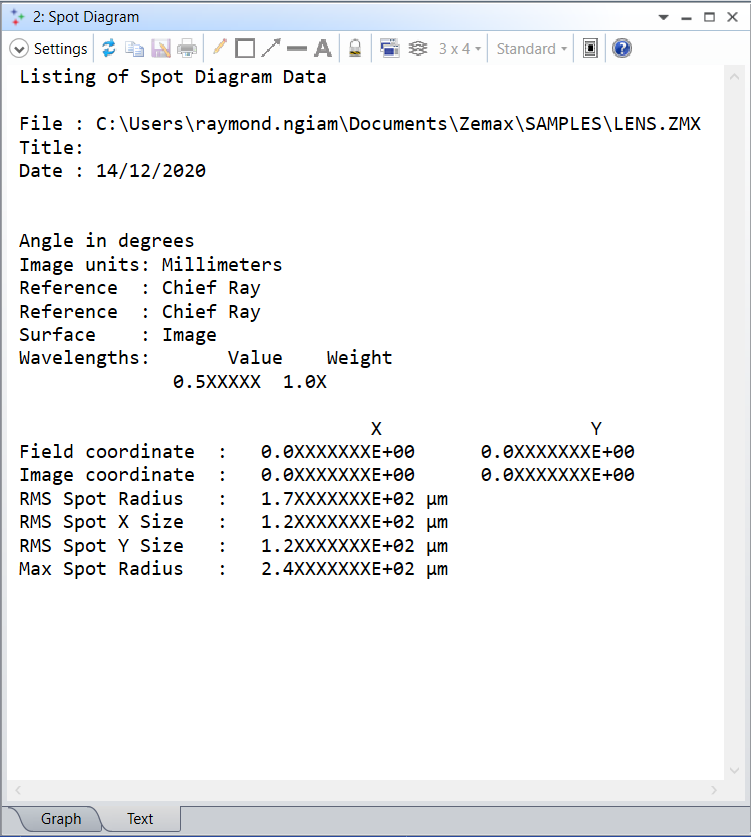 2: Spot Diagram
Settings 3 x 4 Standard
Listing of Spot Diagram Data
File : C:\Users\raymond.ngiam\Documents\Zemax\SAMPLES\LENS.ZMX
Title:
Date : 14/12/2020
Angle in degrees
Image units: Millimeters
Reference : Chief Ray
Reference : Chief Ray
Surface : Image
Wavelengths: Value Weight
0.5XXXXX 1.0X
X Y
Field coordinate : 0.0XXXXXXXE+00 0.0XXXXXXXE+00
Image coordinate : 0.0XXXXXXXE+00 0.0XXXXXXXE+00
RMS Spot Radius : 1.7XXXXXXXE+02 µm
RMS Spot X Size : 1.2XXXXXXXE+02 µm
RMS Spot Y Size : 1.2XXXXXXXE+02 µm
Max Spot Radius : 2.4XXXXXXXE+02 µm
Graph Text